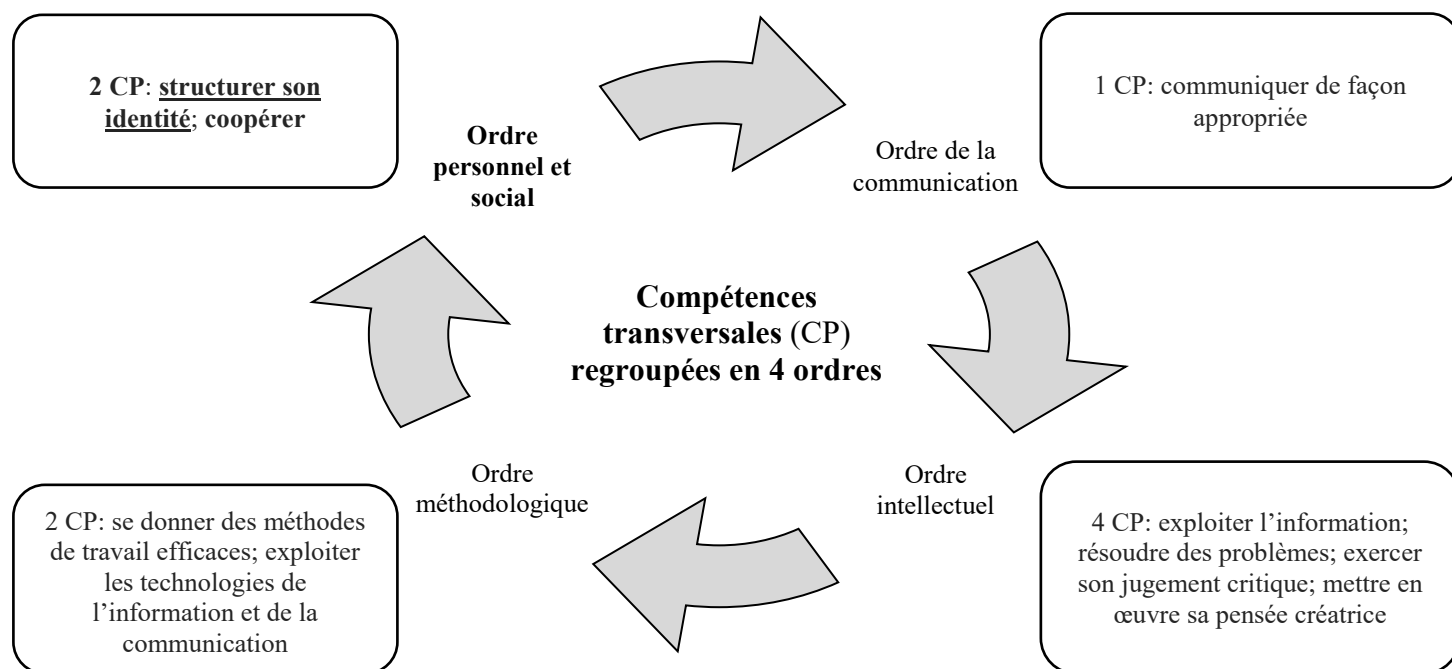 2 CP: structurer son
identité; coopérer
Ordre
personnel et
social
1 CP: communiquer de façon
appropriée
Ordre de la
communication
Compétences
transversales (CP)
regroupées en 4 ordres
Ordre
méthodologique
2 CP: se donner des méthodes
de travail efficaces; exploiter
les technologies de
l’information et de la
communication
Ordre
intellectuel
4 CP: exploiter l’information;
résoudre des problèmes; exercer
son jugement critique; mettre en
œuvre sa pensée créatrice